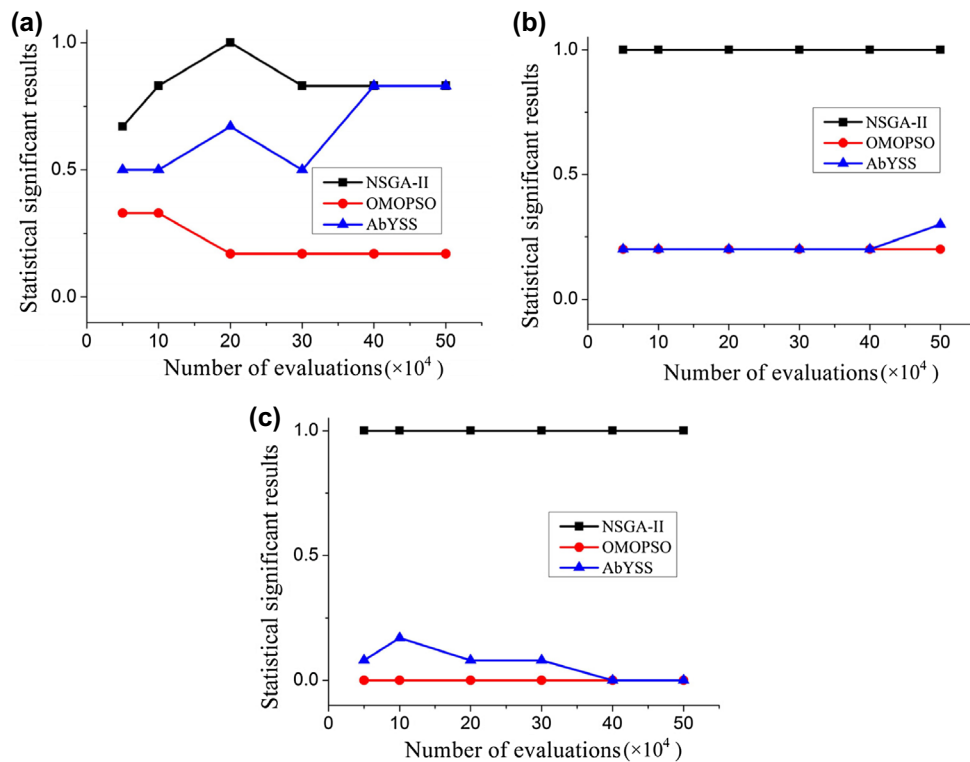 (a)
Statistical significant results
1.0
0.5
0.0
NSGA-II
OMOPSO
AbYSS
0 10 20 30 40 50
Number of evaluations(×10⁴)
(b)
Statistical significant results
1.0
0.5
0.0
NSGA-II
OMOPSO
AbYSS
0 10 20 30 40 50
Number of evaluations(×10⁴)
(c)
Statistical significant results
1.0
0.5
0.0
NSGA-II
OMOPSO
AbYSS
0 10 20 30 40 50
Number of evaluations(×10⁴)